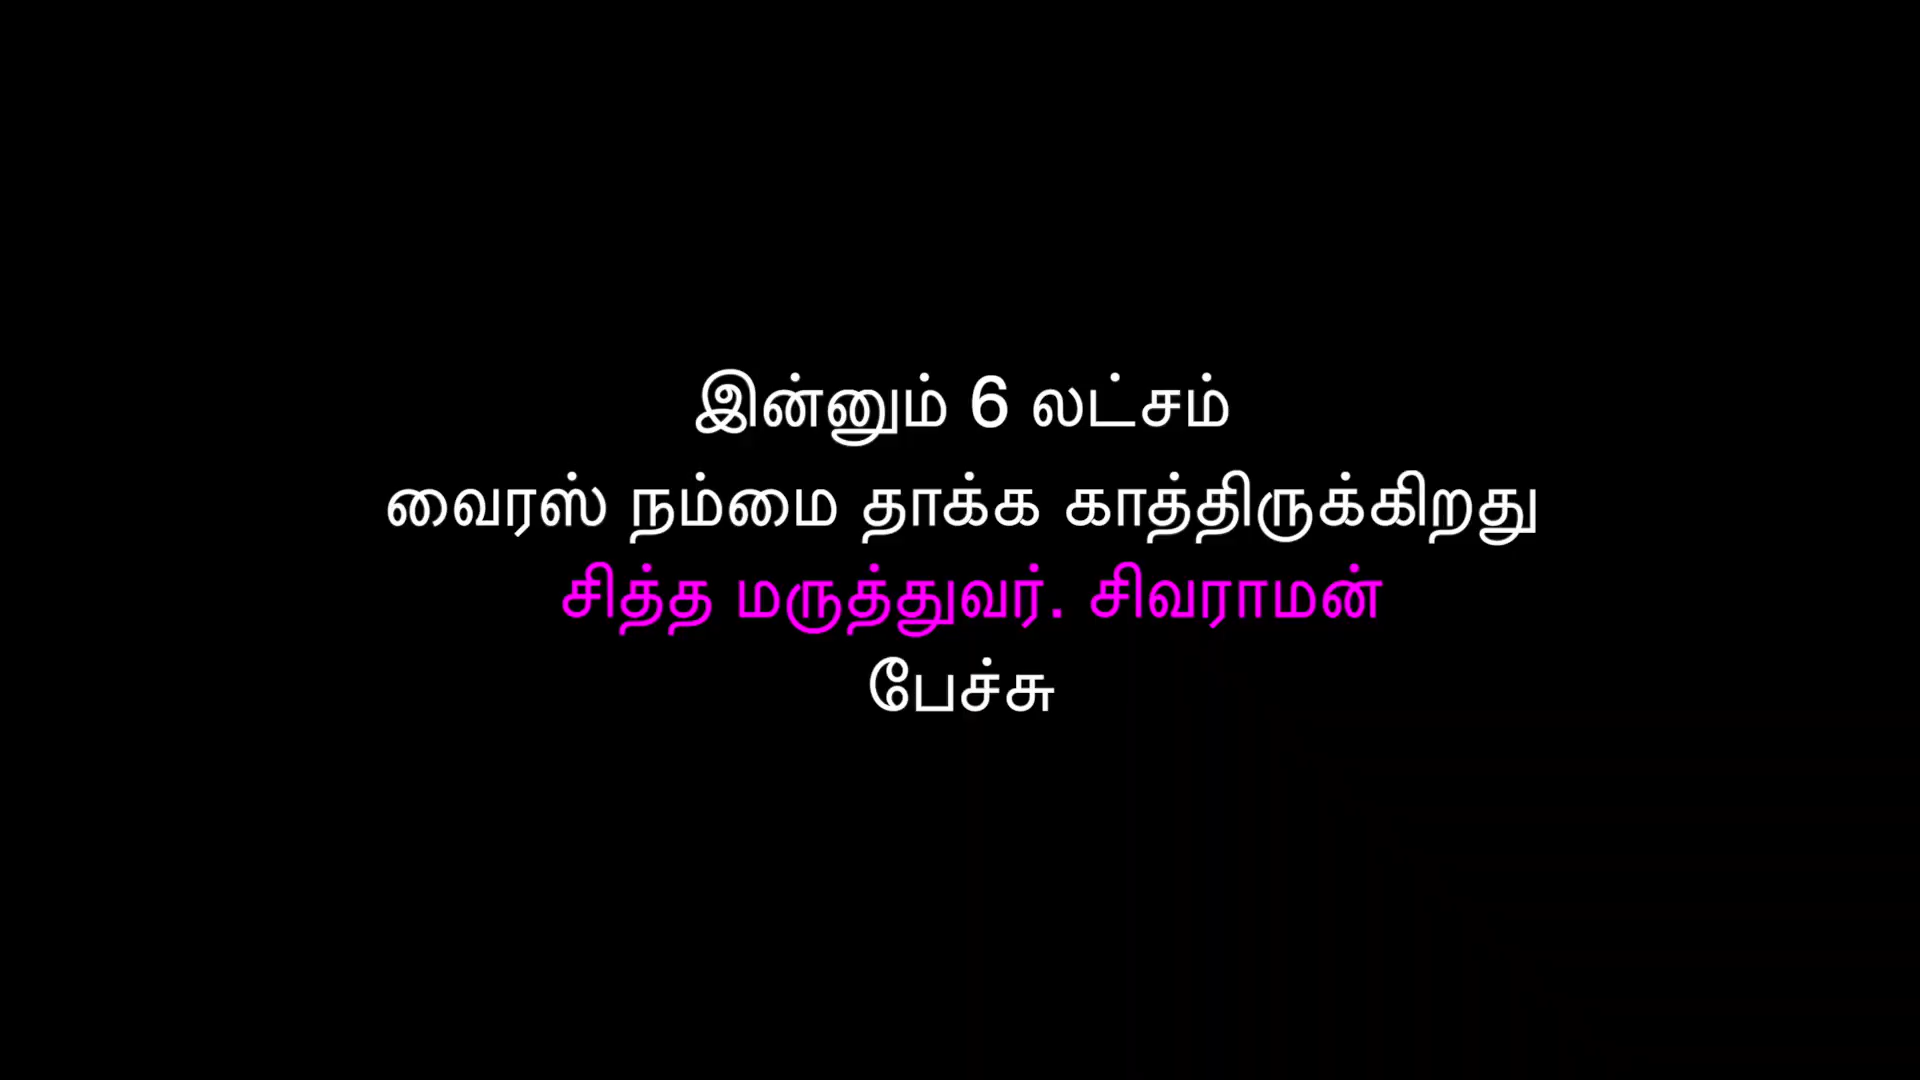 இன்னும் 6 லட்சம்
வைரஸ் நம்மை தாக்க காத்திருக்கிறது
சித்த மருத்துவர். சிவராமன்
பேச்சு